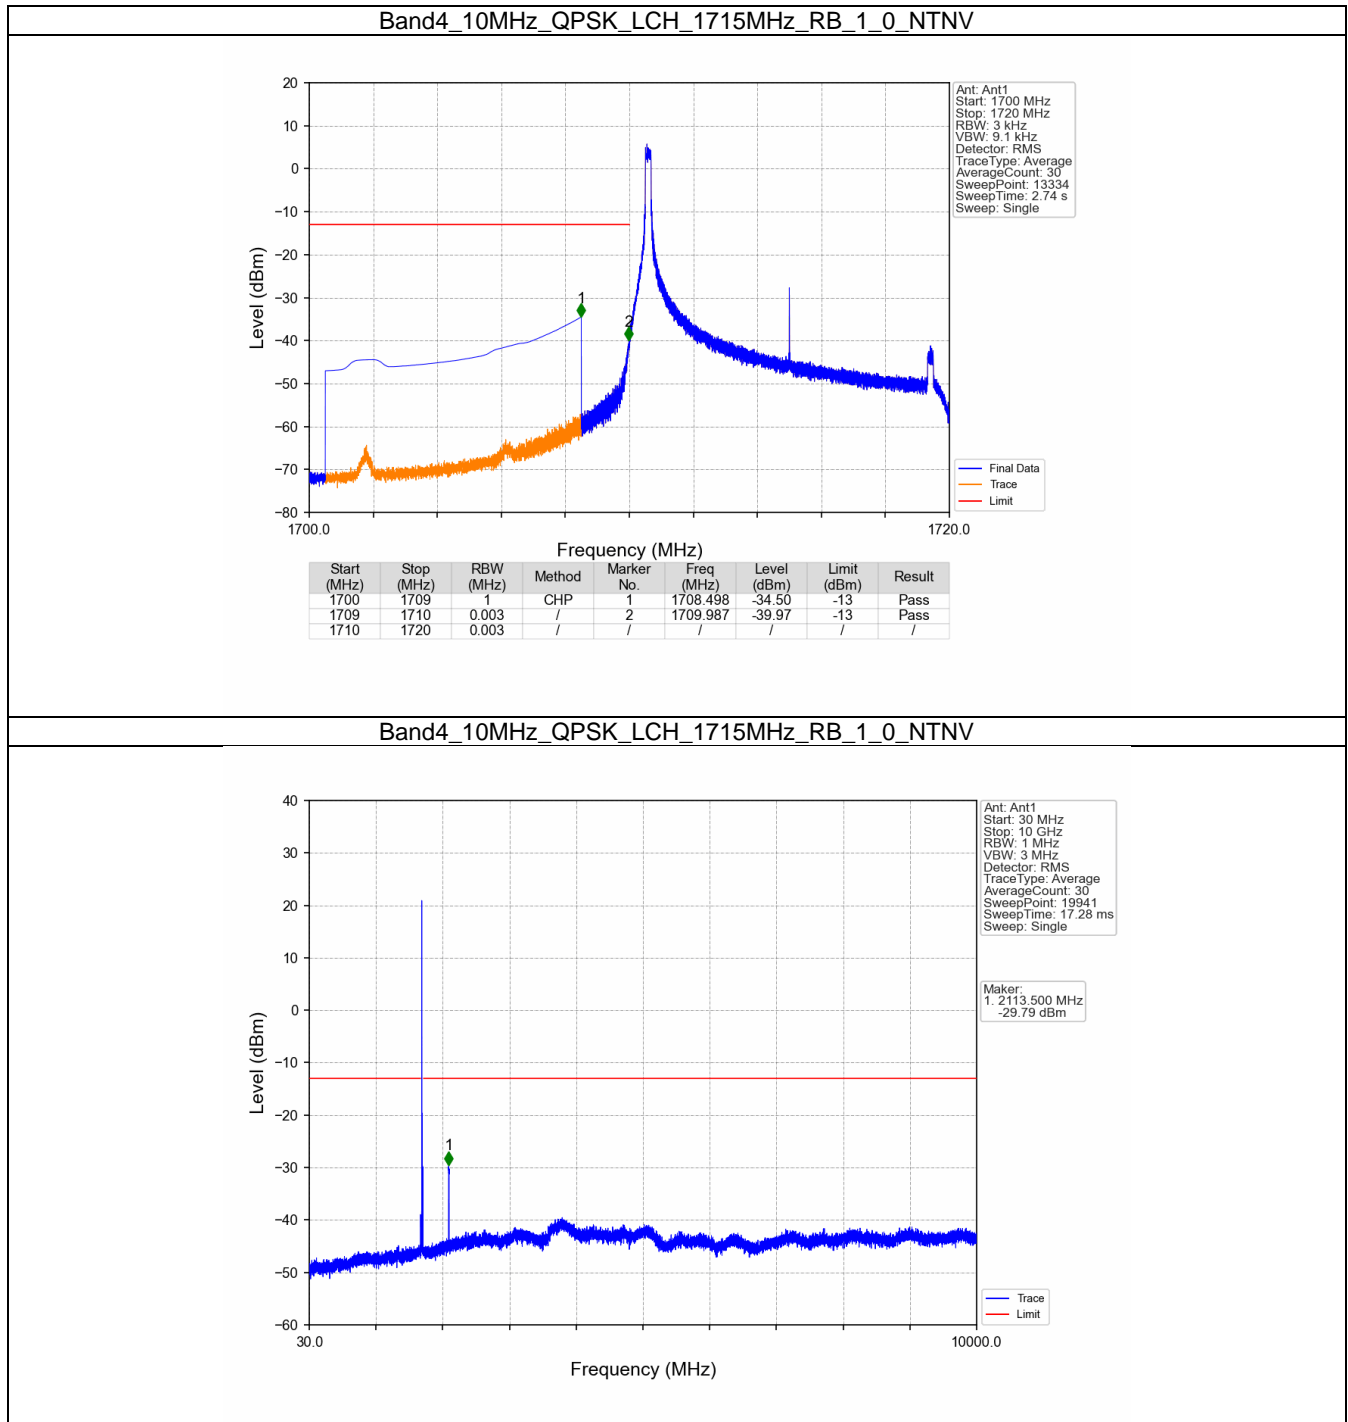 Band4_10MHz_QPSK_LCH_1715MHz_RB_1_0_NTNV
20
10
0
−10
−20
−30
−40
−50
−60
−70
−80
Level (dBm)
1
2
1700.0
1720.0
Frequency (MHz)
Ant: Ant1
Start: 1700 MHz
Stop: 1720 MHz
RBW: 3 kHz
VBW: 9.1 kHz
Detector: RMS
TraceType: Average
AverageCount: 30
SweepPoint: 13334
SweepTime: 2.74 s
Sweep: Single
Final Data
Trace
Limit
Start (MHz) Stop (MHz) RBW (MHz) Method Marker No. Freq (MHz) Level (dBm) Limit (dBm) Result
1700 1709 1 CHP 1 1708.498 -34.50 -13 Pass
1709 1710 0.003 / 2 1709.987 -39.97 -13 Pass
1710 1720 0.003 / / / / / /
Band4_10MHz_QPSK_LCH_1715MHz_RB_1_0_NTNV
40
30
20
10
0
−10
−20
−30
−40
−50
−60
Level (dBm)
1
30.0
10000.0
Frequency (MHz)
Ant: Ant1
Start: 30 MHz
Stop: 10 GHz
RBW: 1 MHz
VBW: 3 MHz
Detector: RMS
TraceType: Average
AverageCount: 30
SweepPoint: 19941
SweepTime: 17.28 ms
Sweep: Single
Maker:
1. 2113.500 MHz
-29.79 dBm
Trace
Limit